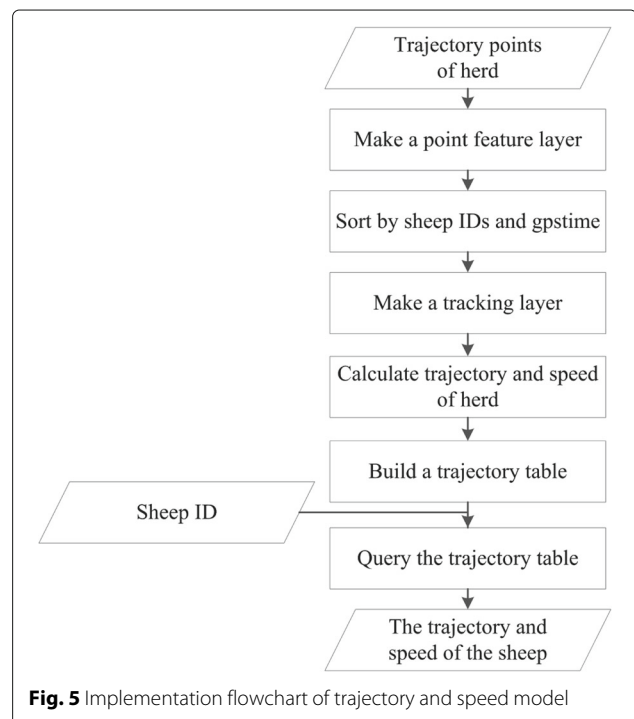 Trajectory points
of herd
Make a point feature layer
Sort by sheep IDs and gpstime
Make a tracking layer
Calculate trajectory and speed
of herd
Build a trajectory table
Sheep ID
Query the trajectory table
The trajectory and
speed of the sheep
Fig. 5 Implementation flowchart of trajectory and speed model